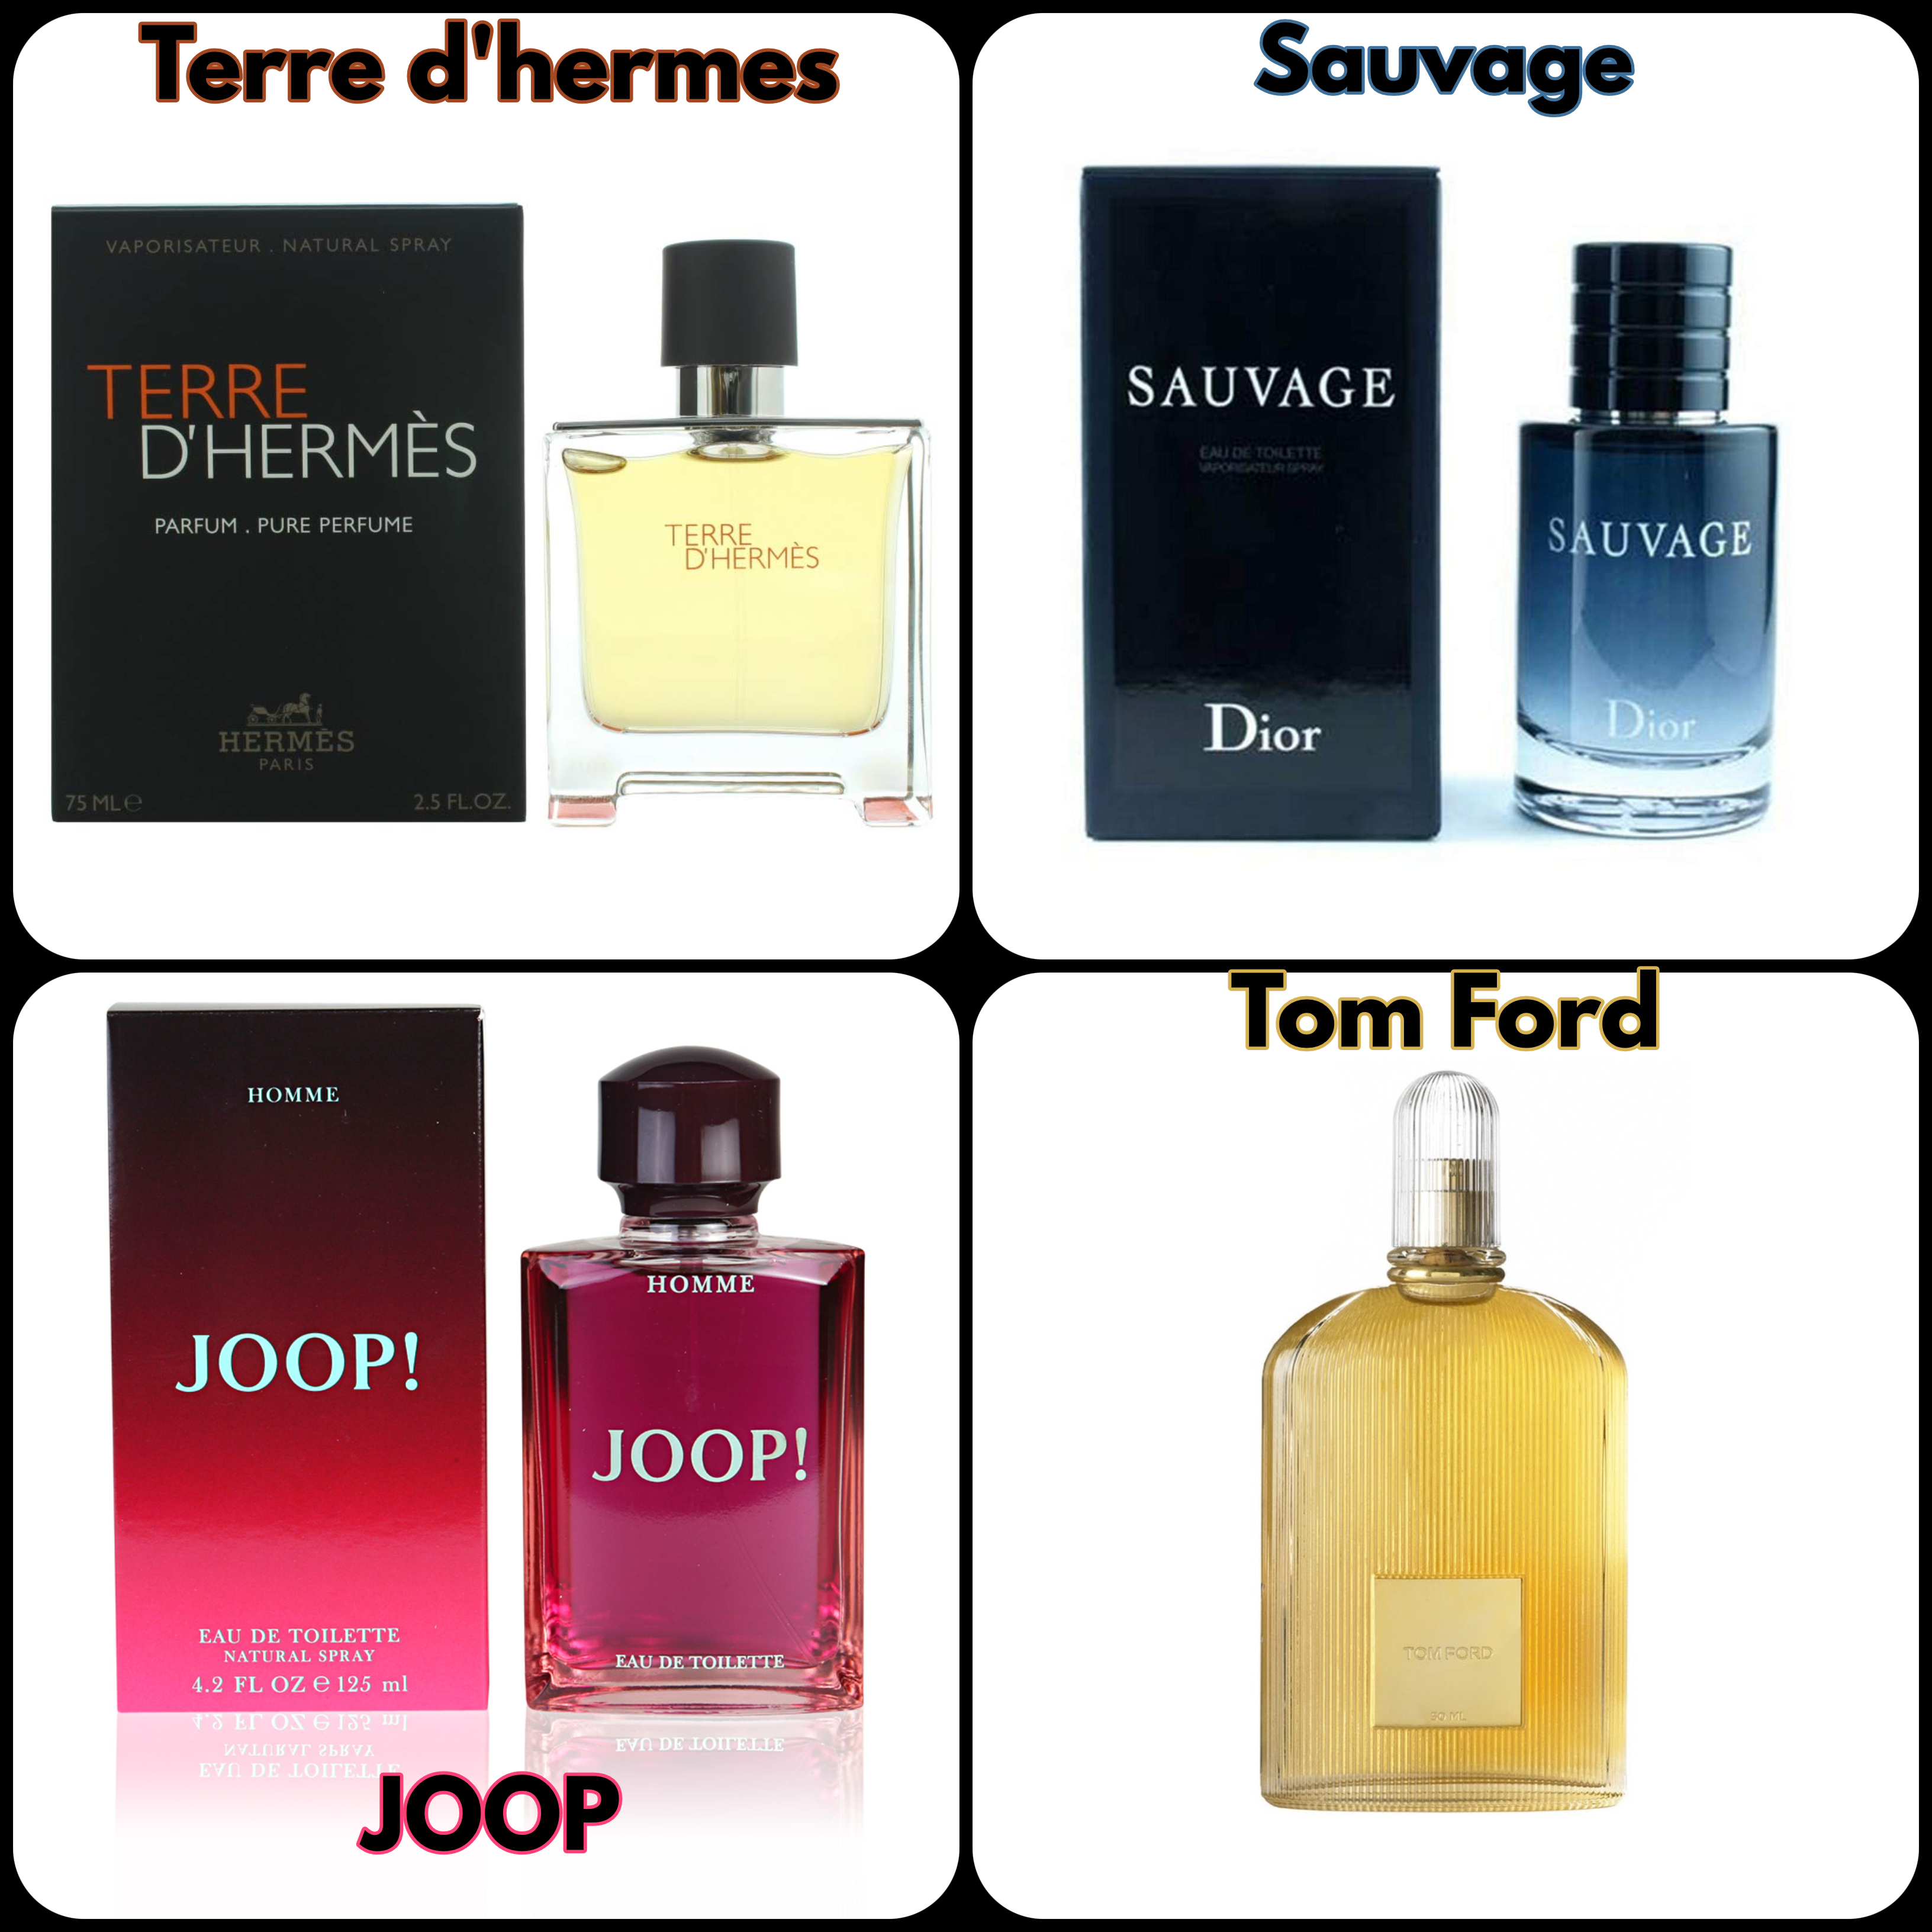 Terre d'hermes
VAPORISATEUR . NATURAL SPRAY
TERRE
D'HERMÈS
PARFUM . PURE PERFUME
HERMÈS
PARIS
75 ML ℮ 2.5 FL.OZ.
TERRE
D'HERMÈS
Sauvage
SAUVAGE
EAU DE TOILETTE
VAPORISATEUR SPRAY
Dior
SAUVAGE
Dior
HOMME
JOOP!
EAU DE TOILETTE
NATURAL SPRAY
4.2 FL OZ ℮ 125 ml
HOMME
JOOP!
EAU DE TOILETTE
JOOP
Tom Ford
TOM FORD
50 ML